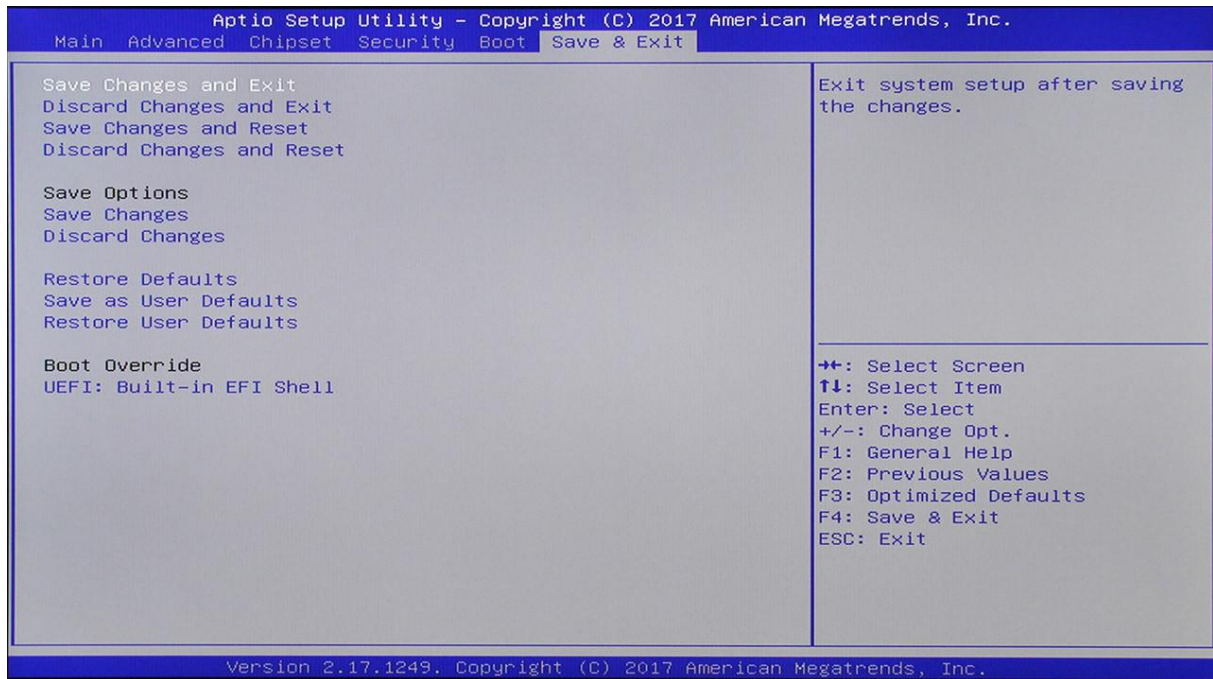 Aptio Setup Utility – Copyright (C) 2017 American Megatrends, Inc.
Main Advanced Chipset Security Boot Save & Exit
Save Changes and Exit
Discard Changes and Exit
Save Changes and Reset
Discard Changes and Reset
Save Options
Save Changes
Discard Changes
Restore Defaults
Save as User Defaults
Restore User Defaults
Boot Override
UEFI: Built-in EFI Shell
Exit system setup after saving
the changes.
→←: Select Screen
↑↓: Select Item
Enter: Select
+/-: Change Opt.
F1: General Help
F2: Previous Values
F3: Optimized Defaults
F4: Save & Exit
ESC: Exit
Version 2.17.1249. Copyright (C) 2017 American Megatrends, Inc.